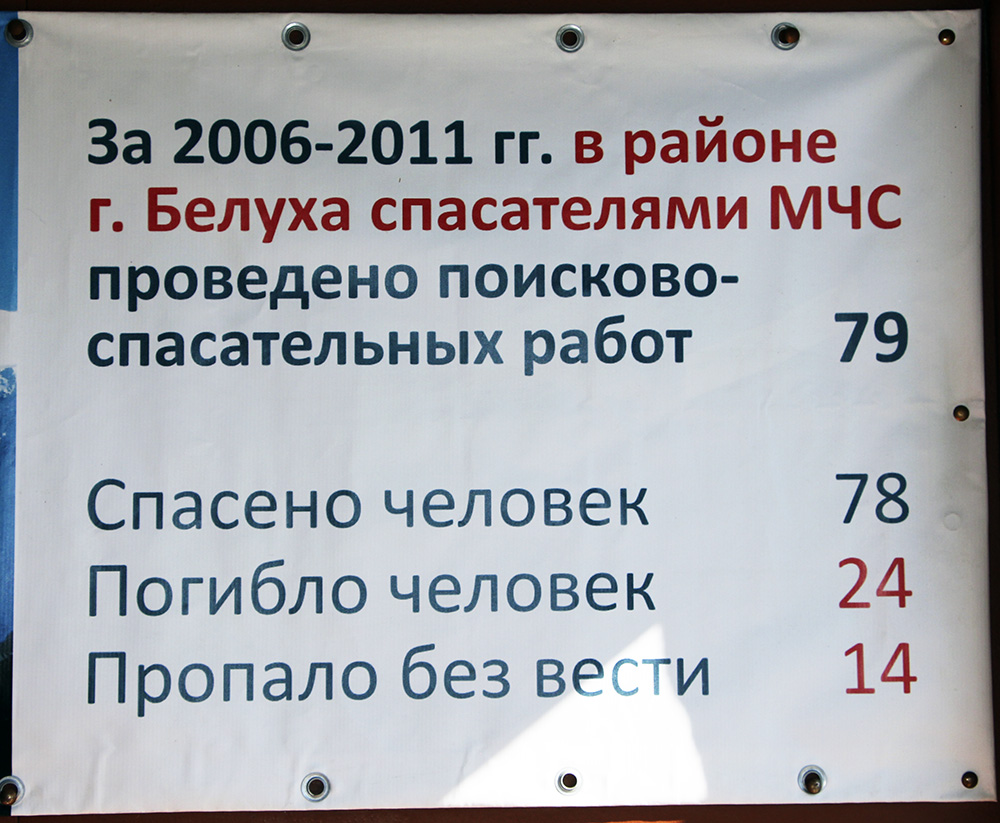 За 2006-2011 гг. в районе
г. Белуха спасателями МЧС
проведено поисково-
спасательных работ 79
Спасено человек 78
Погибло человек 24
Пропало без вести 14